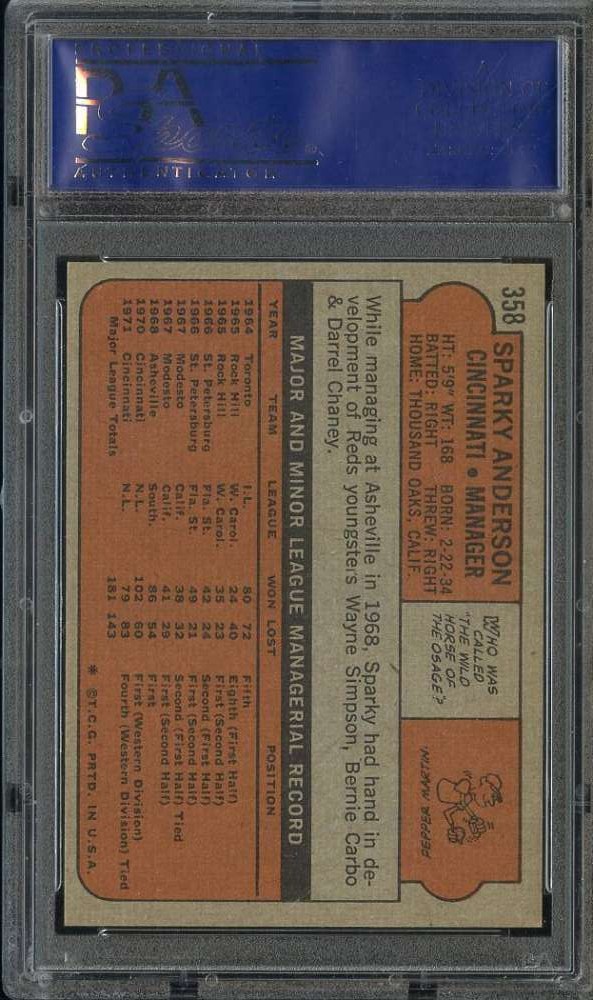 PROFESSIONAL
PSA
AUTHENTICATOR
DIVISION OF
358
SPARKY ANDERSON
CINCINNATI • MANAGER
HT: 5'9" WT: 168 BORN: 2-22-34
BATTED: RIGHT THREW: RIGHT
HOME: THOUSAND OAKS, CALIF.
WHO WAS
CALLED
"THE WILD
HORSE OF
THE OSAGE"?
PEPPER MARTIN
While managing at Asheville in 1968, Sparky had hand in de-
velopment of Reds youngsters Wayne Simpson, Bernie Carbo
& Darrel Chaney.
MAJOR AND MINOR LEAGUE MANAGERIAL RECORD
YEAR TEAM LEAGUE WON LOST POSITION
1964 Toronto I.L. 80 72 Fifth
1965 Rock Hill W. Carol. 24 40 Eighth (First Half)
1965 Rock Hill W. Carol. 35 23 First (Second Half)
1966 St. Petersburg Fla. St. 42 24 Second (First Half)
1966 St. Petersburg Fla. St. 49 21 First (Second Half)
1967 Modesto Calif. 38 32 Second (First Half) Tied
1967 Modesto Calif. 41 29 First (Second Half)
1968 Asheville South. 86 54 First
1970 Cincinnati N.L. 102 60 First (Western Division)
1971 Cincinnati N.L. 79 83 Fourth (Western Division) Tied
Major League Totals 181 143
* ©T.C.G. PRTD. IN U.S.A.